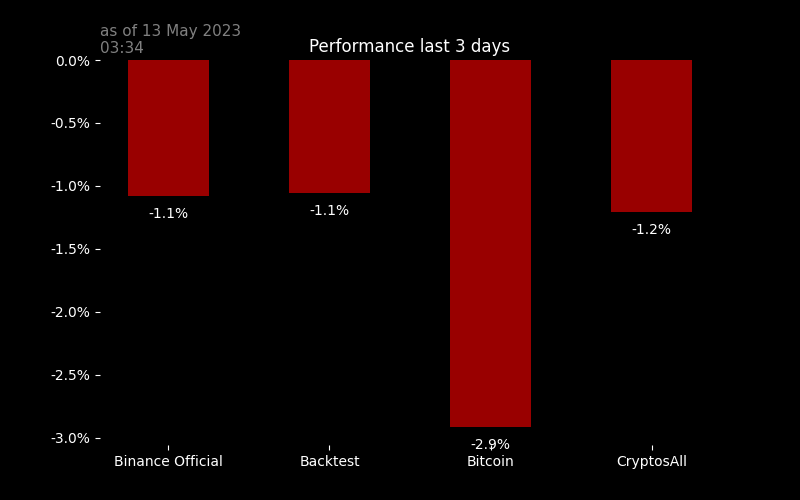 as of 13 May 2023
03:34
Performance last 3 days
0.0%
-0.5%
-1.0%
-1.5%
-2.0%
-2.5%
-3.0%
-1.1%
-1.1%
-2.9%
-1.2%
Binance Official
Backtest
Bitcoin
CryptosAll